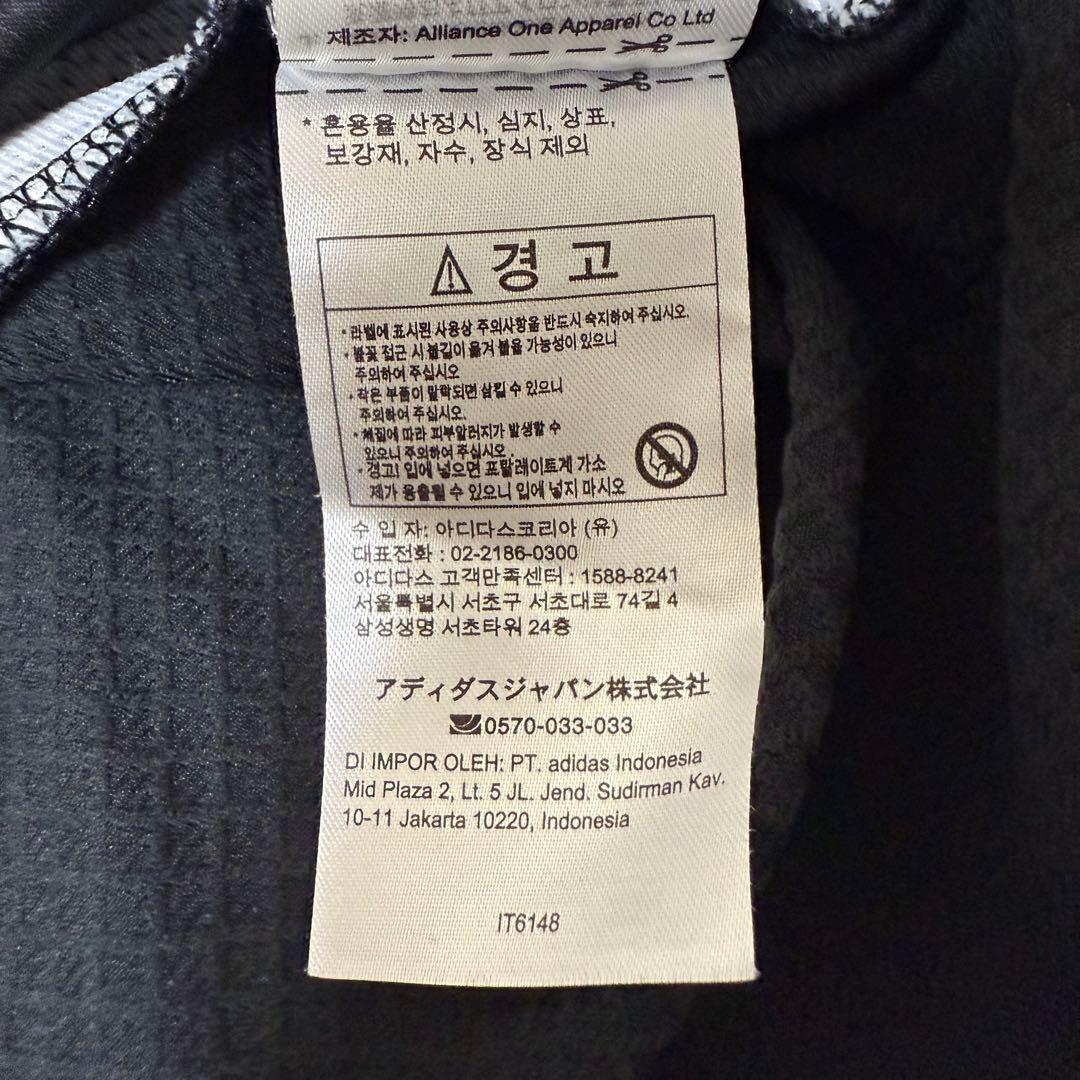 제조자: Alliance One Apparel Co Ltd
* 혼용율 산정시, 심지, 상표,
보강재, 자수, 장식 제외
경 고
• 라벨에 표시된 사용상 주의사항을 반드시 숙지하여 주십시오.
• 불꽃 접근 시 불길이 옮겨 붙을 가능성이 있으니
주의하여 주십시오
• 작은 부품이 탈락되면 삼킬 수 있으니
주의하여 주십시오.
• 체질에 따라 피부알러지가 발생할 수
있으니 주의하여 주십시오.
• 경고! 입에 넣으면 프탈레이트계 가소
제가 용출될 수 있으니 입에 넣지 마시오
수 입 자: 아디다스코리아 (유)
대표전화 : 02-2186-0300
아디다스 고객만족센터 : 1588-8241
서울특별시 서초구 서초대로 74길 4
삼성생명 서초타워 24층
アディダスジャパン株式会社
0570-033-033
DI IMPOR OLEH: PT. adidas Indonesia
Mid Plaza 2, Lt. 5 JL. Jend. Sudirman Kav.
10-11 Jakarta 10220, Indonesia
IT6148